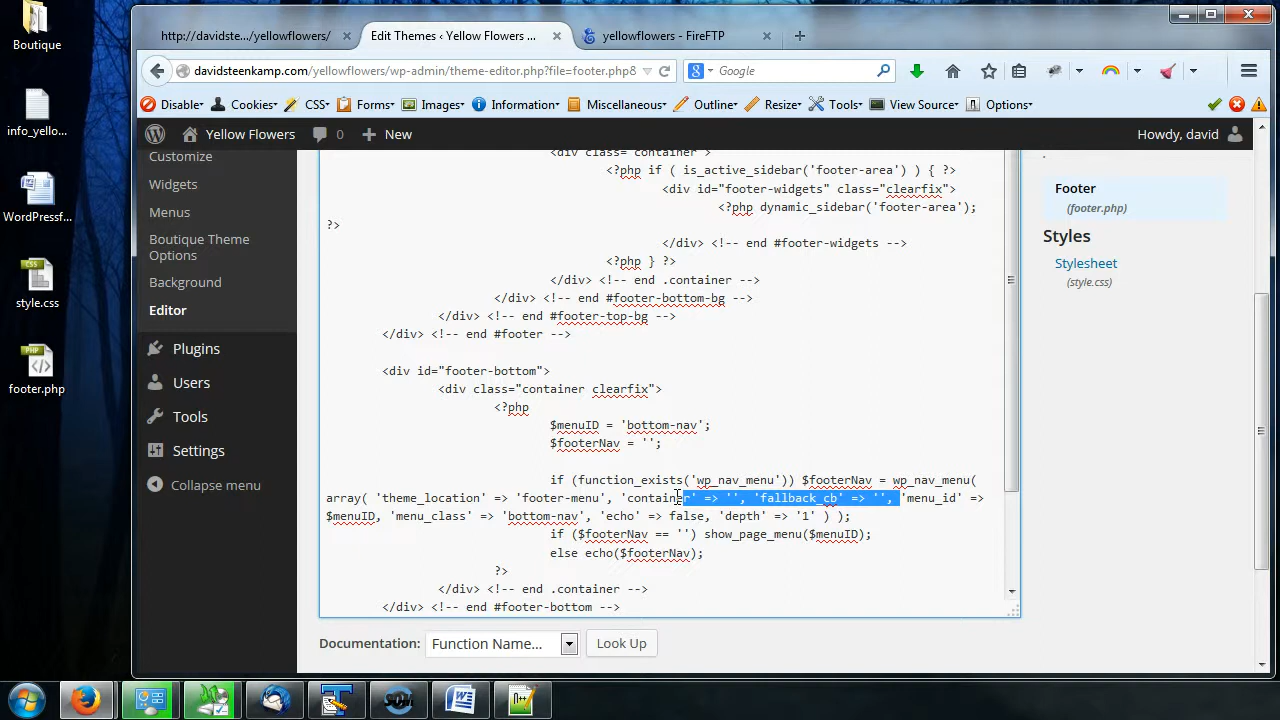 Boutique
info_yello...
WordPressf...
style.css
footer.php
http://davidstee.../yellowflowers/
Edit Themes ‹ Yellow Flowers ...
yellowflowers - FireFTP
davidsteenkamp.com/yellowflowers/wp-admin/theme-editor.php?file=footer.php8
Google
Disable▾ Cookies▾ CSS▾ Forms▾ Images▾ Information▾ Miscellaneous▾ Outline▾ Resize▾ Tools▾ View Source▾ Options▾
Yellow Flowers 0 New Howdy, david
Customize
Widgets
Menus
Boutique Theme
Options
Background
Editor
Plugins
Users
Tools
Settings
<div class="container">
<?php if ( is_active_sidebar('footer-area') ) { ?>
<div id="footer-widgets" class="clearfix">
<?php dynamic_sidebar('footer-area');
?>
</div> <!-- end #footer-widgets -->
<?php } ?>
</div> <!-- end .container -->
</div> <!-- end #footer-bottom-bg -->
</div> <!-- end #footer-top-bg -->
</div> <!-- end #footer -->
<div id="footer-bottom">
<div class="container clearfix">
<?php
$menuID = 'bottom-nav';
$footerNav = '';
if (function_exists('wp_nav_menu')) $footerNav = wp_nav_menu(
array( 'theme_location' => 'footer-menu', 'container' => '', 'fallback_cb' => '', 'menu_id' =>
$menuID, 'menu_class' => 'bottom-nav', 'echo' => false, 'depth' => '1' ) );
if ($footerNav == '') show_page_menu($menuID);
else echo($footerNav);
?>
</div> <!-- end .container -->
</div> <!-- end #footer-bottom -->
Documentation: Function Name... Look Up
Footer
(footer.php)
Styles
Stylesheet
(style.css)